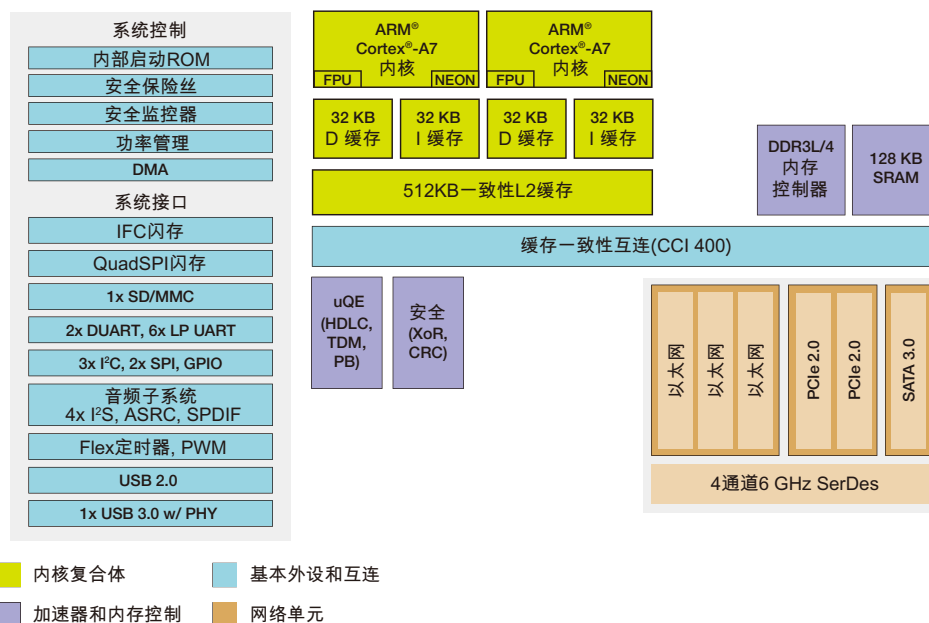 系统控制
内部启动ROM
安全保险丝
安全监控器
功率管理
DMA
系统接口
IFC闪存
QuadSPI闪存
1x SD/MMC
2x DUART, 6x LP UART
3x I²C, 2x SPI, GPIO
音频子系统
4x I²S, ASRC, SPDIF
Flex定时器, PWM
USB 2.0
1x USB 3.0 w/ PHY
ARM®
Cortex®-A7
内核
FPU
NEON
ARM®
Cortex®-A7
内核
FPU
NEON
32 KB
D 缓存
32 KB
I 缓存
32 KB
D 缓存
32 KB
I 缓存
512KB一致性L2缓存
DDR3L/4
内存
控制器
128 KB
SRAM
缓存一致性互连(CCI 400)
uQE
(HDLC,
TDM,
PB)
安全
(XoR,
CRC)
以太网
以太网
以太网
PCIe 2.0
PCIe 2.0
SATA 3.0
4通道6 GHz SerDes
内核复合体
基本外设和互连
加速器和内存控制
网络单元